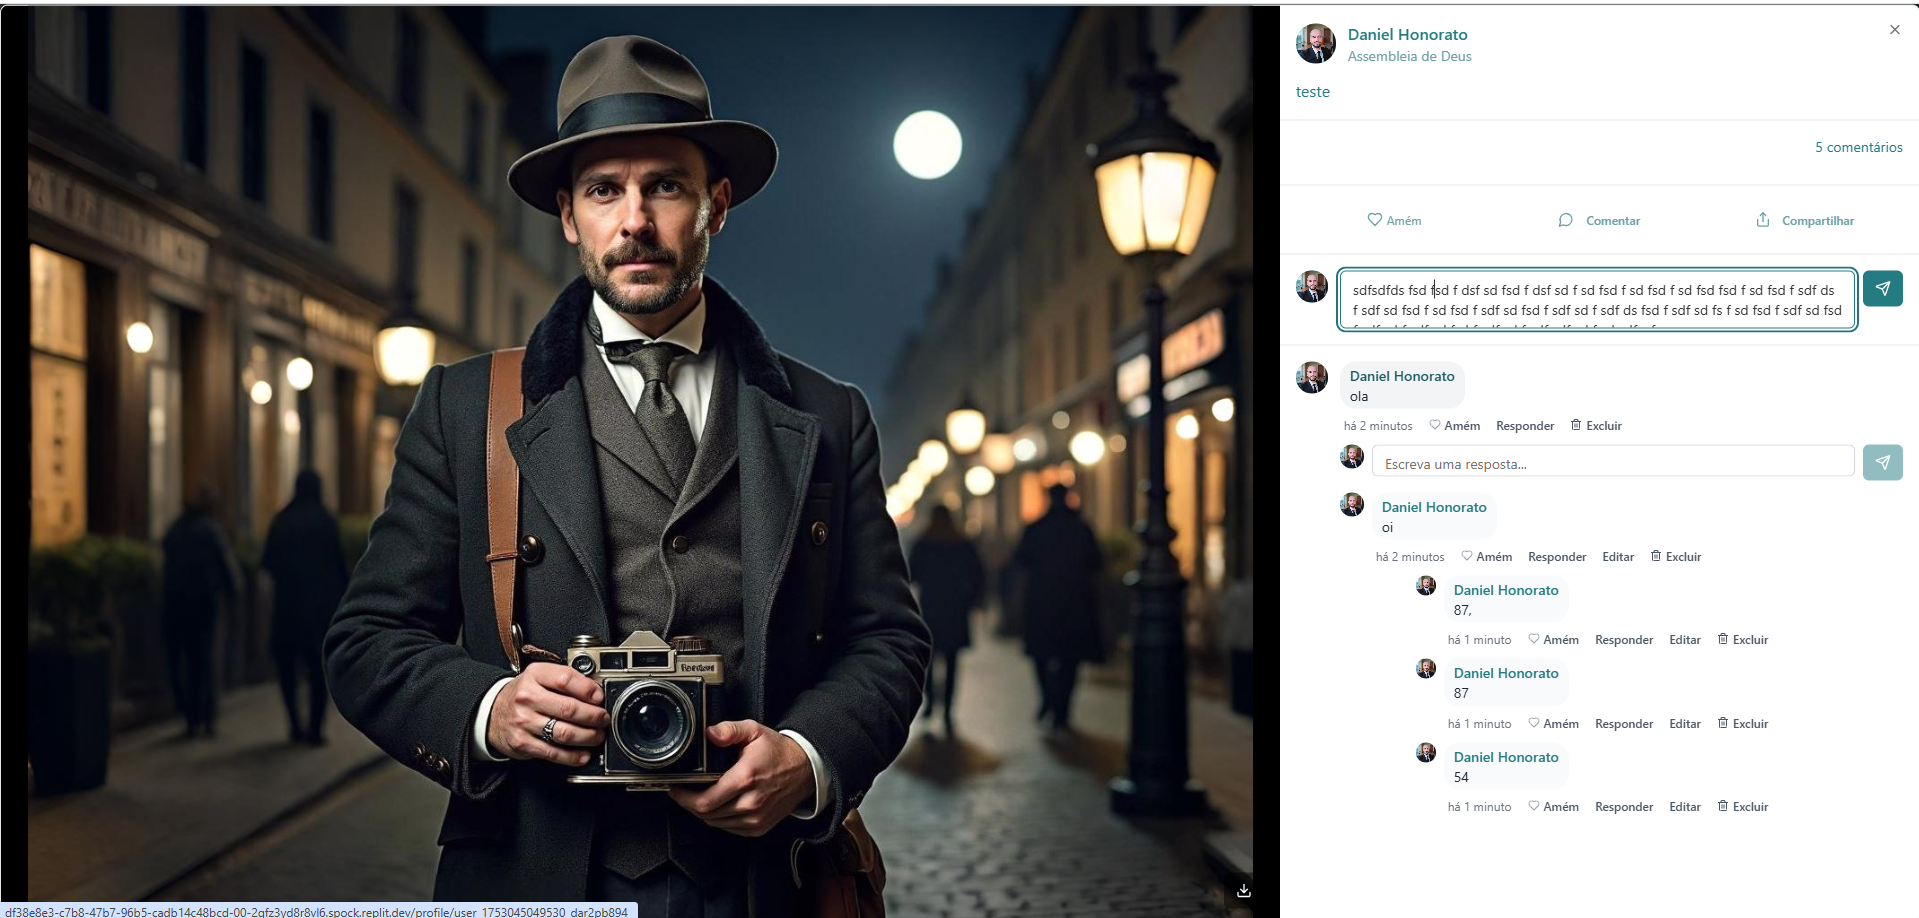 Daniel Honorato
Assembleia de Deus
teste
5 comentários
Amém
Comentar
Compartilhar
sdfsdfds fsd fsd f dsf sd fsd f dsf sd f sd fsd f sd fsd f sd fsd fsd f sd fsd f sdf ds
f sdf sd fsd f sd fsd f sdf sd fsd f sdf sd f sdf ds fsd f sdf sd fs f sd fsd f sdf sd fsd
Daniel Honorato
ola
há 2 minutos Amém Responder Excluir
Escreva uma resposta...
Daniel Honorato
oi
há 2 minutos Amém Responder Editar Excluir
Daniel Honorato
87,
há 1 minuto Amém Responder Editar Excluir
Daniel Honorato
87
há 1 minuto Amém Responder Editar Excluir
Daniel Honorato
54
há 1 minuto Amém Responder Editar Excluir
df38e8e3-c7b8-47b7-96b5-cadb14c48bcd-00-2qfz3yd8r8vl6.spock.replit.dev/profile/user_1753045049530_dar2pb894